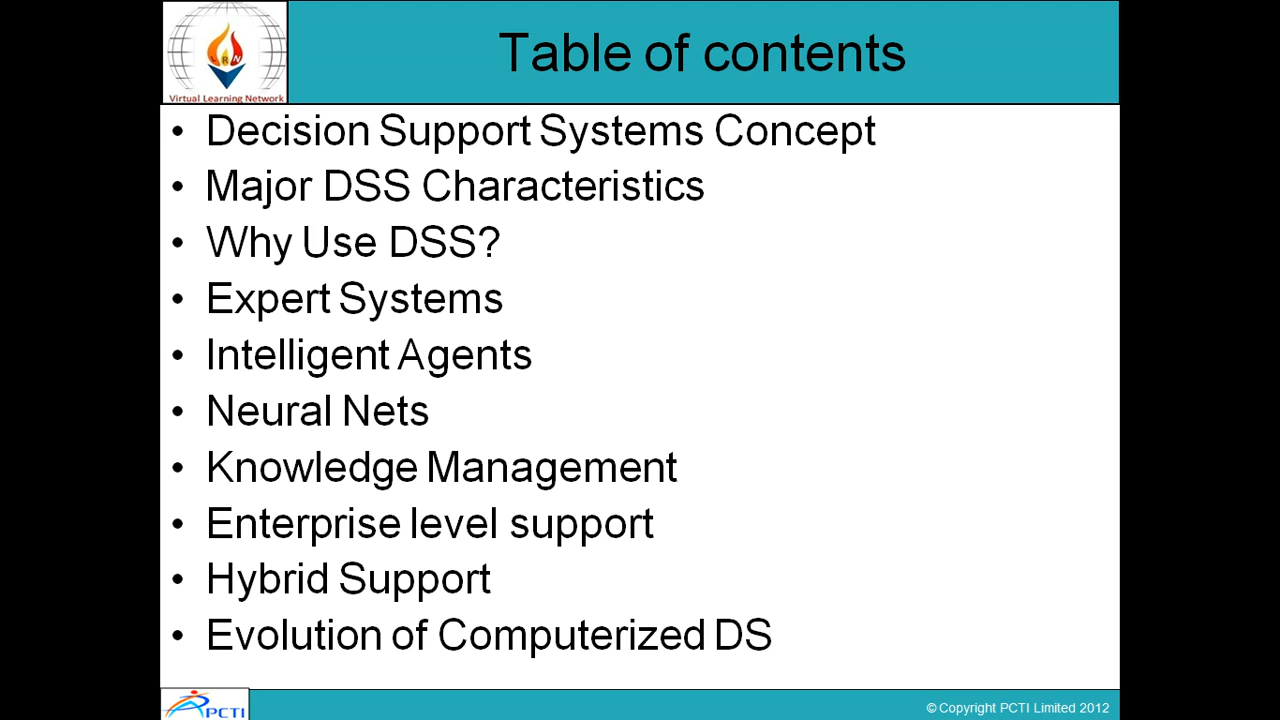 Table of contents
LRN
Virtual Learning Network
• Decision Support Systems Concept
• Major DSS Characteristics
• Why Use DSS?
• Expert Systems
• Intelligent Agents
• Neural Nets
• Knowledge Management
• Enterprise level support
• Hybrid Support
• Evolution of Computerized DS
PCTI
© Copyright PCTI Limited 2012